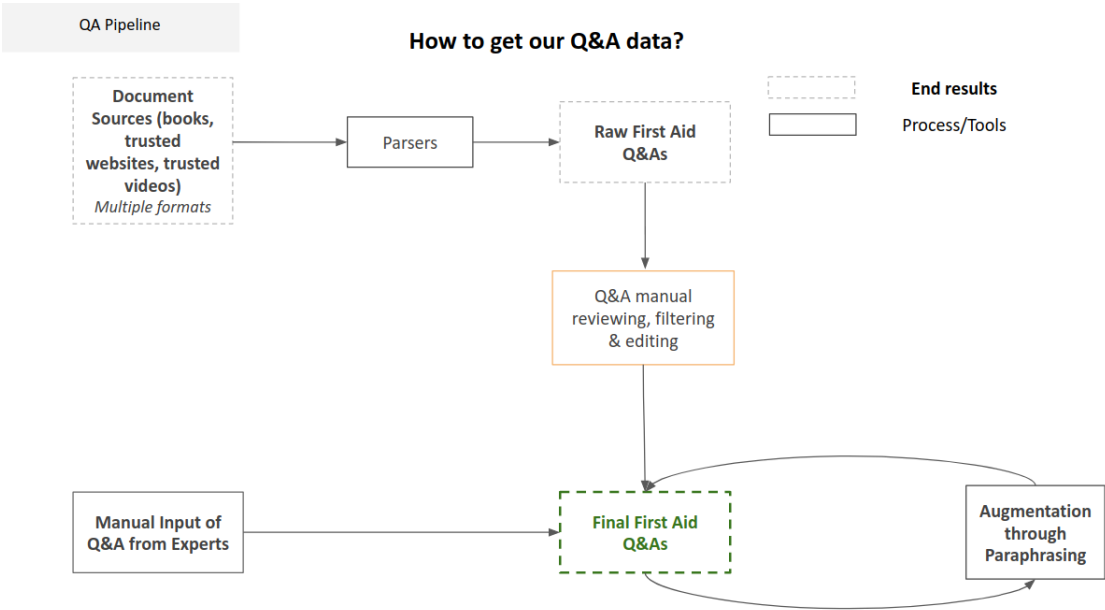 QA Pipeline
How to get our Q&A data?
Document
Sources (books,
trusted
websites, trusted
videos)
Multiple formats
Parsers
Raw First Aid
Q&As
End results
Process/Tools
Q&A manual
reviewing, filtering
& editing
Manual Input of
Q&A from Experts
Final First Aid
Q&As
Augmentation
through
Paraphrasing